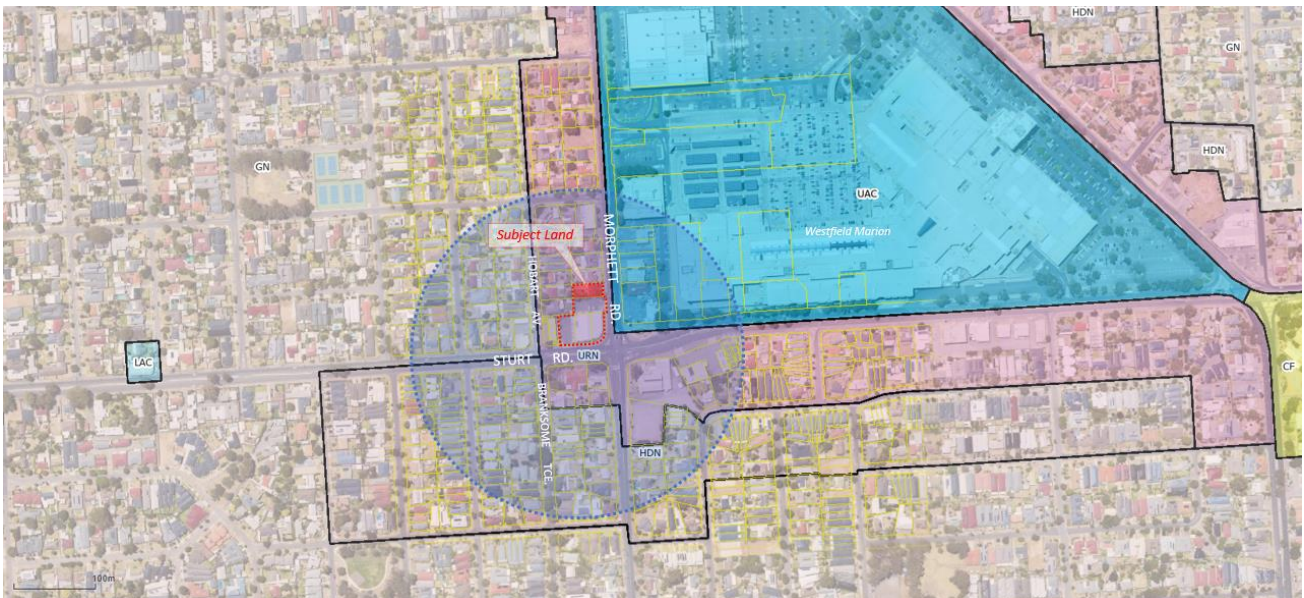 HDN
GN
GN
HDN
UAC
Westfield Marion
Subject Land
MORPHETT RD
HOBART AV
LAC
STURT RD.
URN
CF
BRANKSOME TCE
HDN
100m